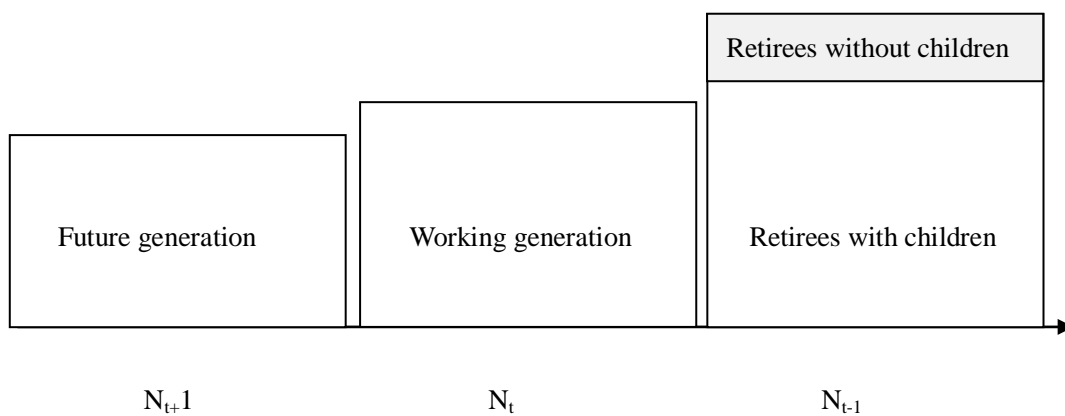 Retirees without children
Future generation
Working generation
Retirees with children
Nₜ₊1
Nₜ
Nₜ₋₁